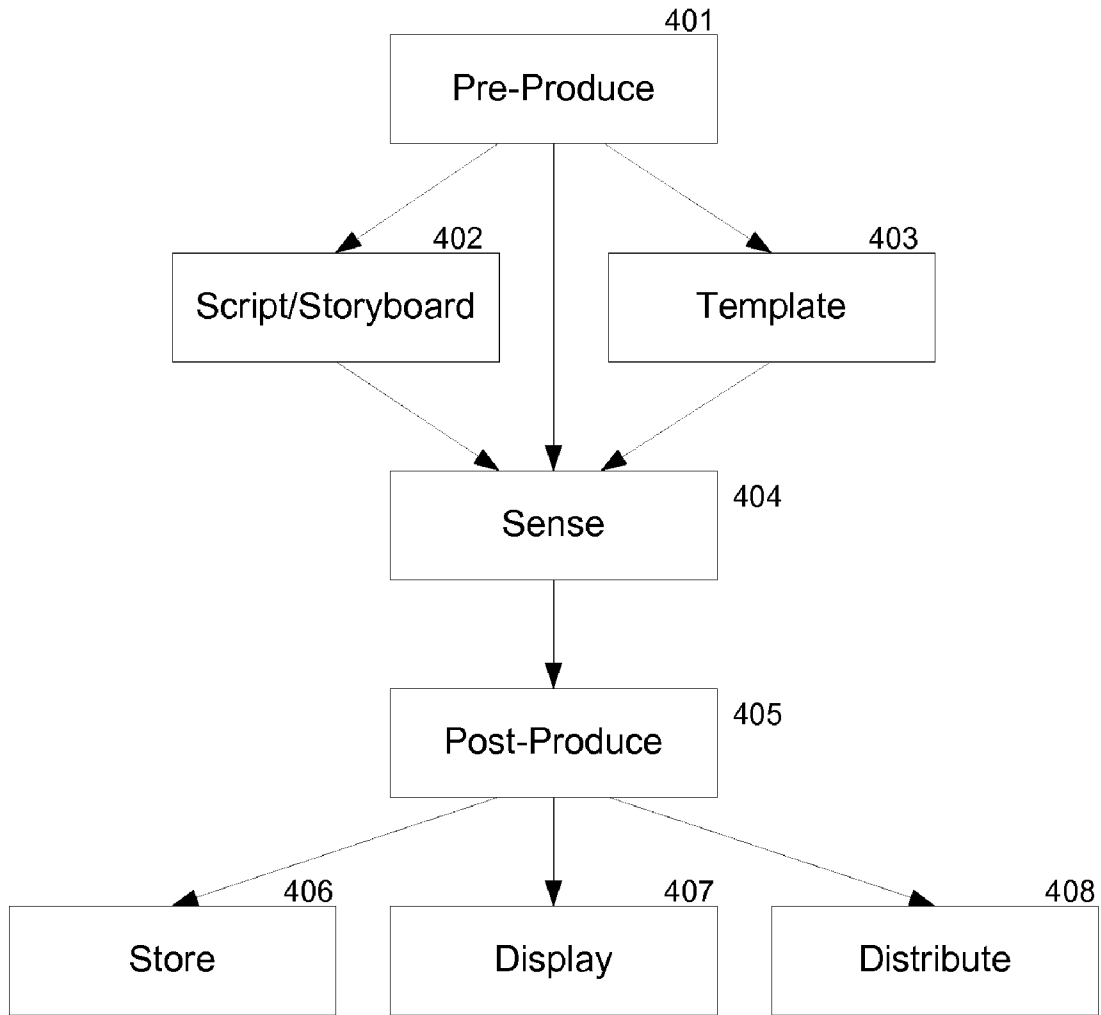 401
Pre-Produce
402
Script/Storyboard
403
Template
404
Sense
405
Post-Produce
406
Store
407
Display
408
Distribute